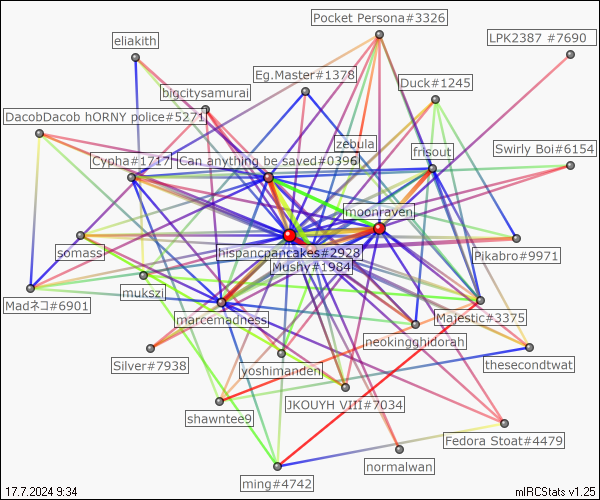 Pocket Persona#3326
eliakith
LPK2387 #7690
Eg.Master#1378
Duck#1245
bigcitysamurai
DacobDacob hORNY police#5271
zebula
frisout
Swirly Boi#6154
Cypha#1717
Can_anything be saved#0396
moonraven
somass
hispancpancakes#2928
Pikabro#9971
Mushy#1984
mukszi
Madネコ#6901
marcemadness
Majestic#3375
neokingghidorah
Silver#7938
yoshimanden
thesecondtwat
JKOUYH VIII#7034
shawntee9
Fedora Stoat#4479
normalwan
ming#4742
17.7.2024 9:34
mIRCStats v1.25